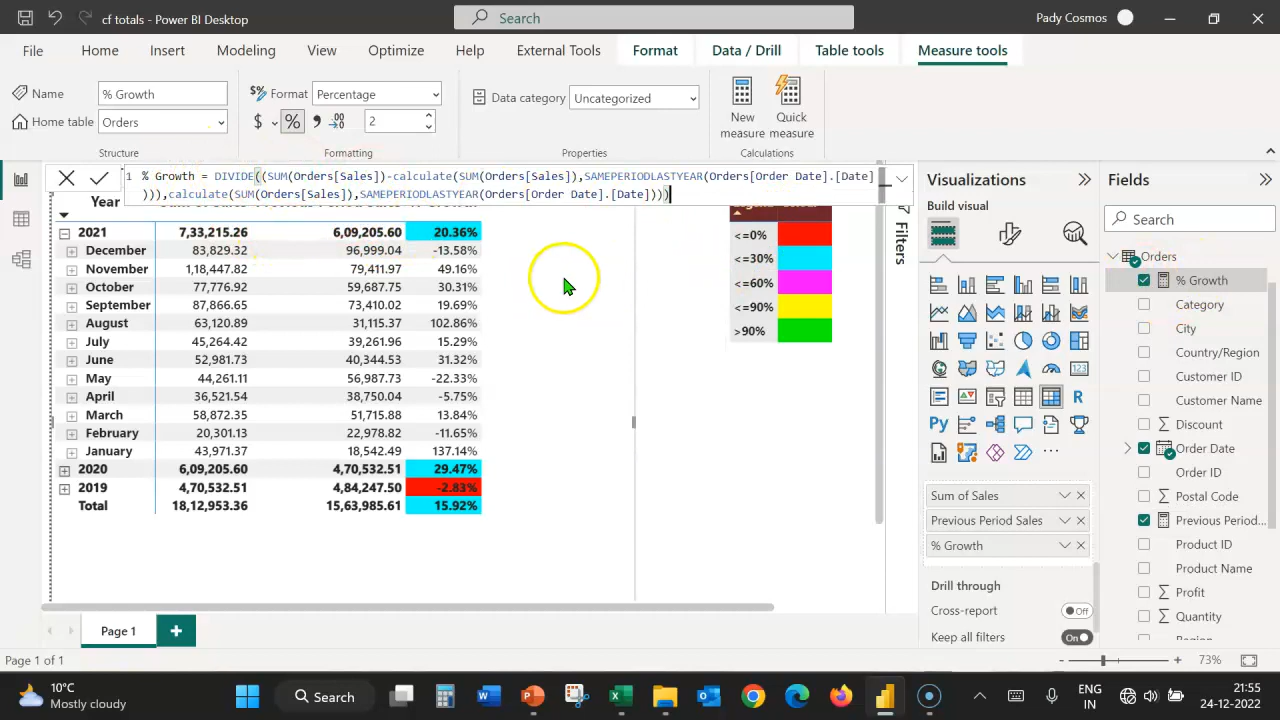 cf totals - Power BI Desktop
Search
Pady Cosmos
File
Home
Insert
Modeling
View
Optimize
Help
External Tools
Format
Data / Drill
Table tools
Measure tools
Name
% Growth
Home table
Orders
Structure
Format
Percentage
$
%
2
Formatting
Data category
Uncategorized
Properties
New measure
Quick measure
Calculations
1 % Growth = DIVIDE((SUM(Orders[Sales])-calculate(SUM(Orders[Sales]),SAMEPERIODLASTYEAR(Orders[Order Date].[Date]
))),calculate(SUM(Orders[Sales]),SAMEPERIODLASTYEAR(Orders[Order Date].[Date])))
Year
2021 7,33,215.26 6,09,205.60 20.36%
December 83,829.32 96,999.04 -13.58%
November 1,18,447.82 79,411.97 49.16%
October 77,776.92 59,687.75 30.31%
September 87,866.65 73,410.02 19.69%
August 63,120.89 31,115.37 102.86%
July 45,264.42 39,261.96 15.29%
June 52,981.73 40,344.53 31.32%
May 44,261.11 56,987.73 -22.33%
April 36,521.54 38,750.04 -5.75%
March 58,872.35 51,715.88 13.84%
February 20,301.13 22,978.82 -11.65%
January 43,971.37 18,542.49 137.14%
2020 6,09,205.60 4,70,532.51 29.47%
2019 4,70,532.51 4,84,247.50 -2.83%
Total 18,12,953.36 15,63,985.61 15.92%
<=0%
<=30%
<=60%
<=90%
>90%
Filters
Visualizations
Build visual
123
R
Py
Sum of Sales
Previous Period Sales
% Growth
Drill through
Cross-report
Off
Keep all filters
On
Fields
Search
Orders
% Growth
Category
City
Country/Region
Customer ID
Customer Name
Discount
Order Date
Order ID
Postal Code
Previous Period...
Product ID
Product Name
Profit
Quantity
Page 1
Page 1 of 1
73%
10°C
Mostly cloudy
Search
ENG
IN
21:55
24-12-2022